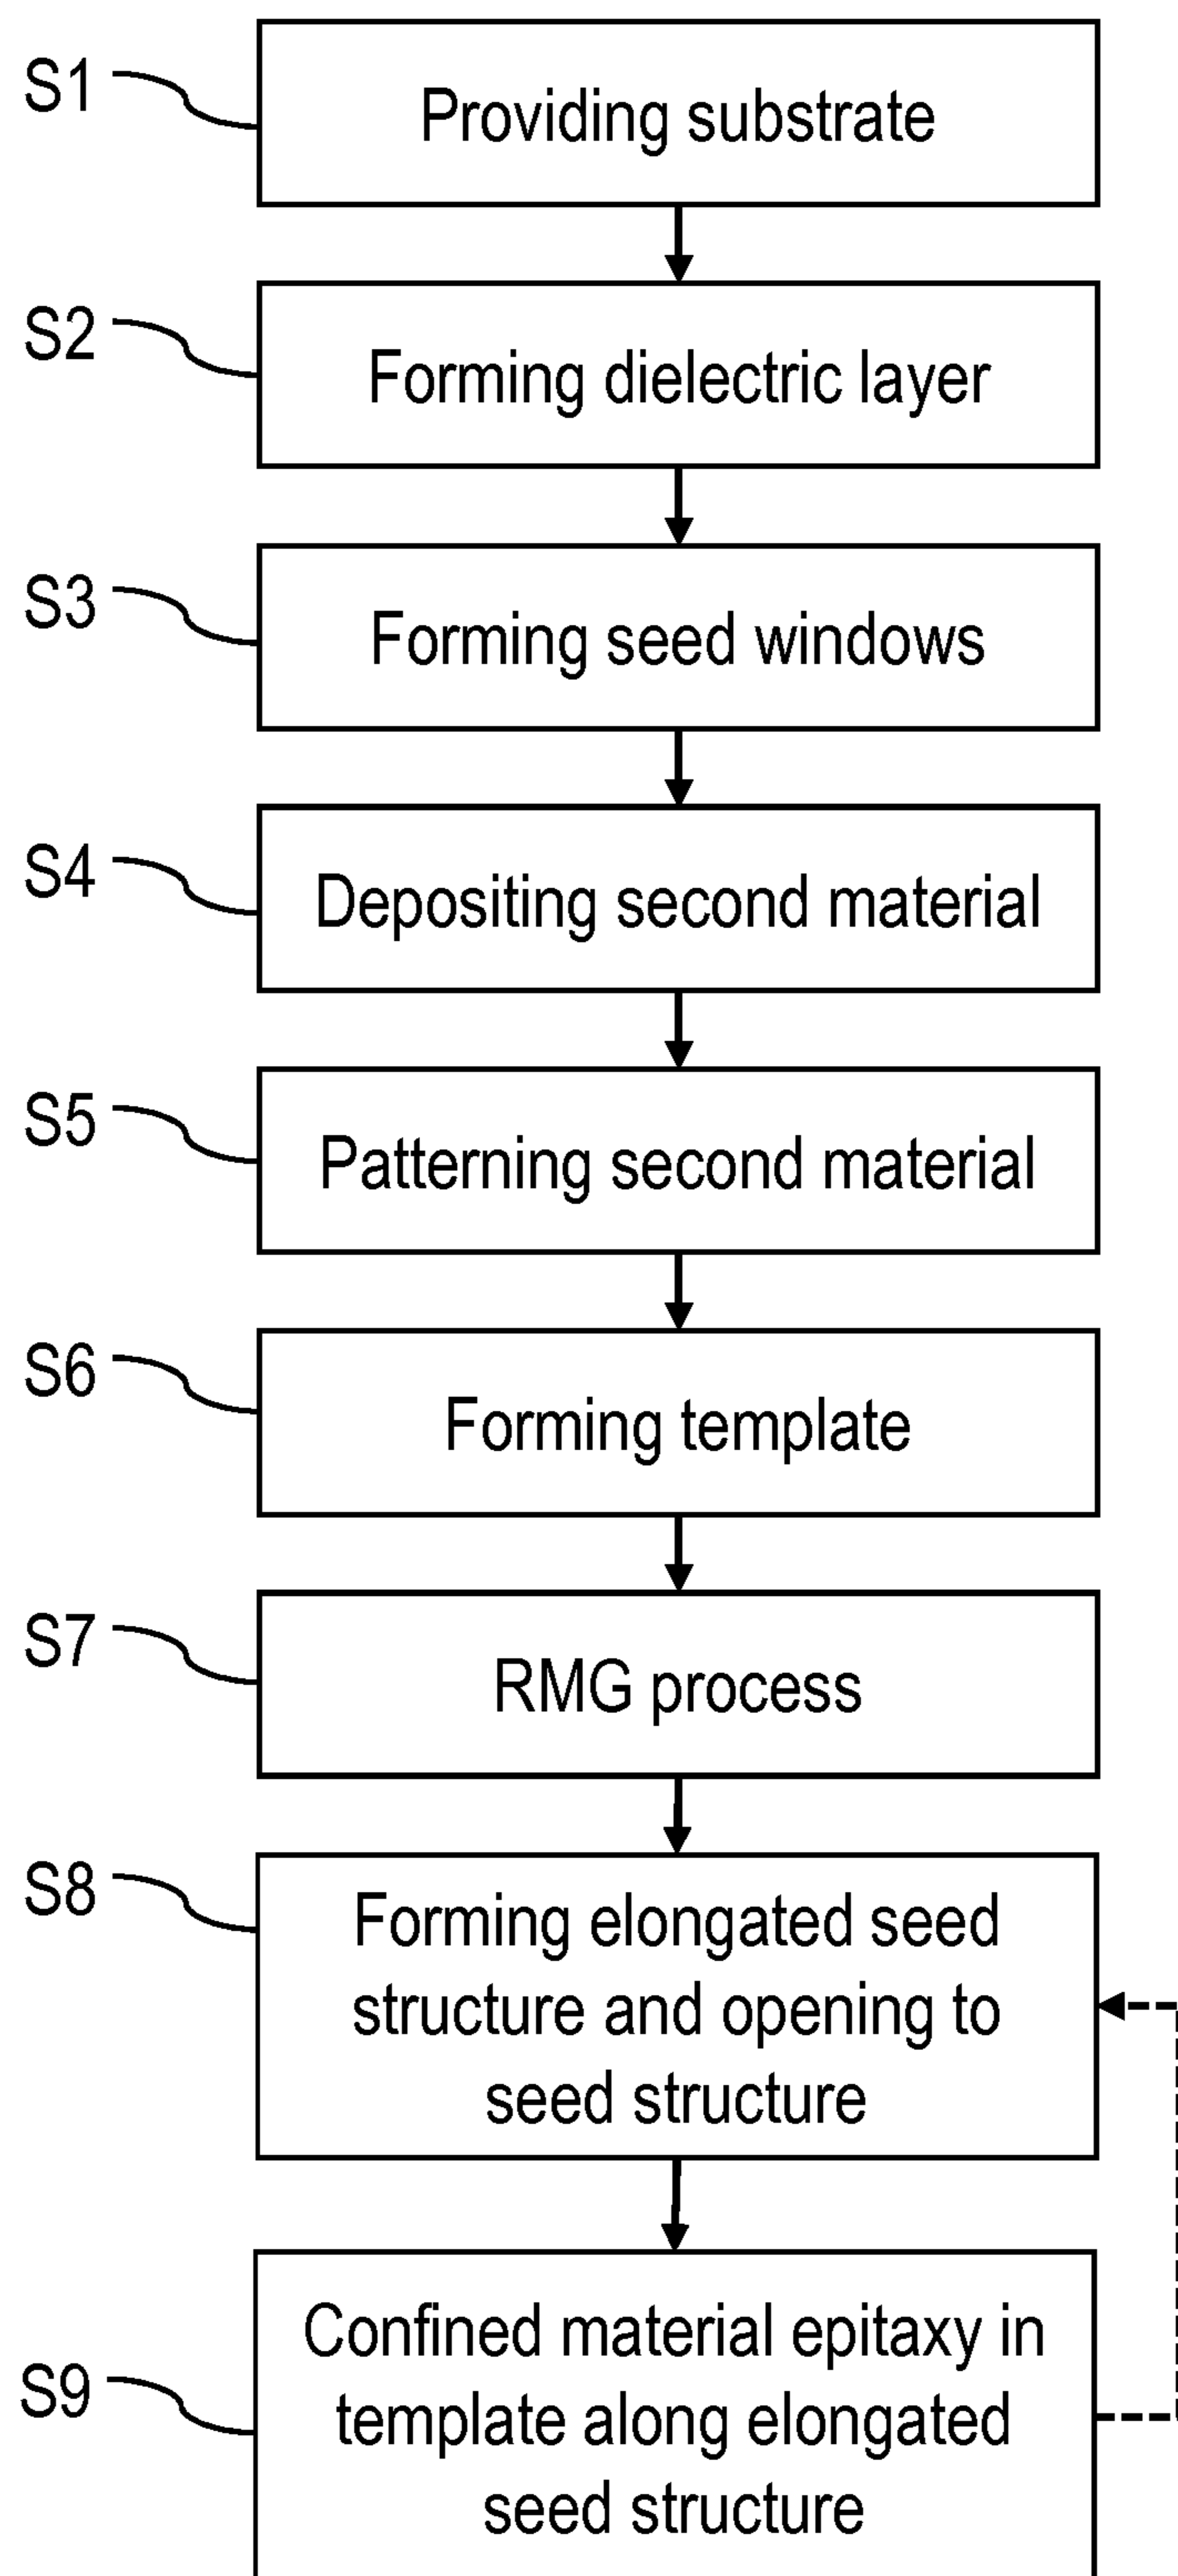 S1
Providing substrate
S2
Forming dielectric layer
S3
Forming seed windows
S4
Depositing second material
S5
Patterning second material
S6
Forming template
S7
RMG process
S8
Forming elongated seed
structure and opening to
seed structure
S9
Confined material epitaxy in
template along elongated
seed structure